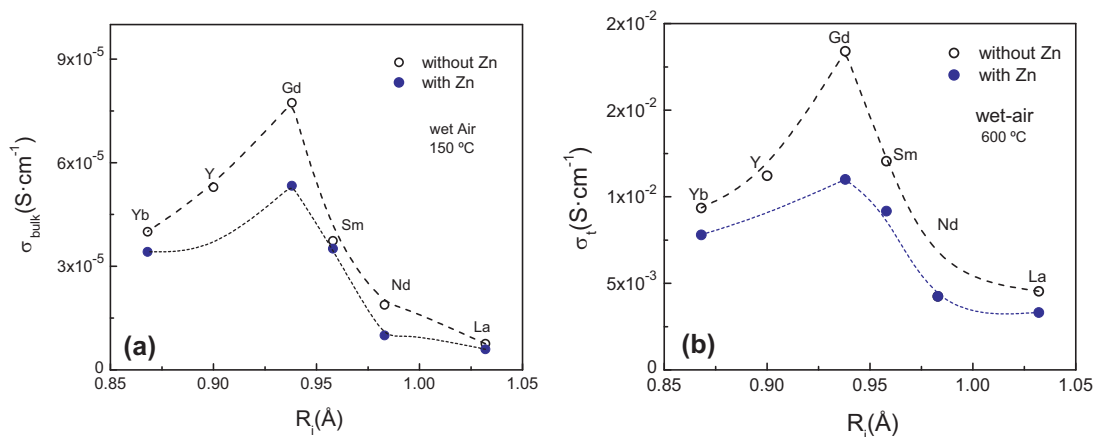 9x10⁻⁵
6x10⁻⁵
3x10⁻⁵
0
σbulk(S·cm⁻¹)
without Zn
with Zn
wet Air
150 ºC
Yb
Y
Gd
Sm
Nd
La
(a)
0.85 0.90 0.95 1.00 1.05
Ri(Å)
2x10⁻²
2x10⁻²
1x10⁻²
5x10⁻³
0
σt(S·cm⁻¹)
without Zn
with Zn
wet-air
600 ºC
Yb
Y
Gd
Sm
Nd
La
(b)
0.85 0.90 0.95 1.00 1.05
Ri(Å)